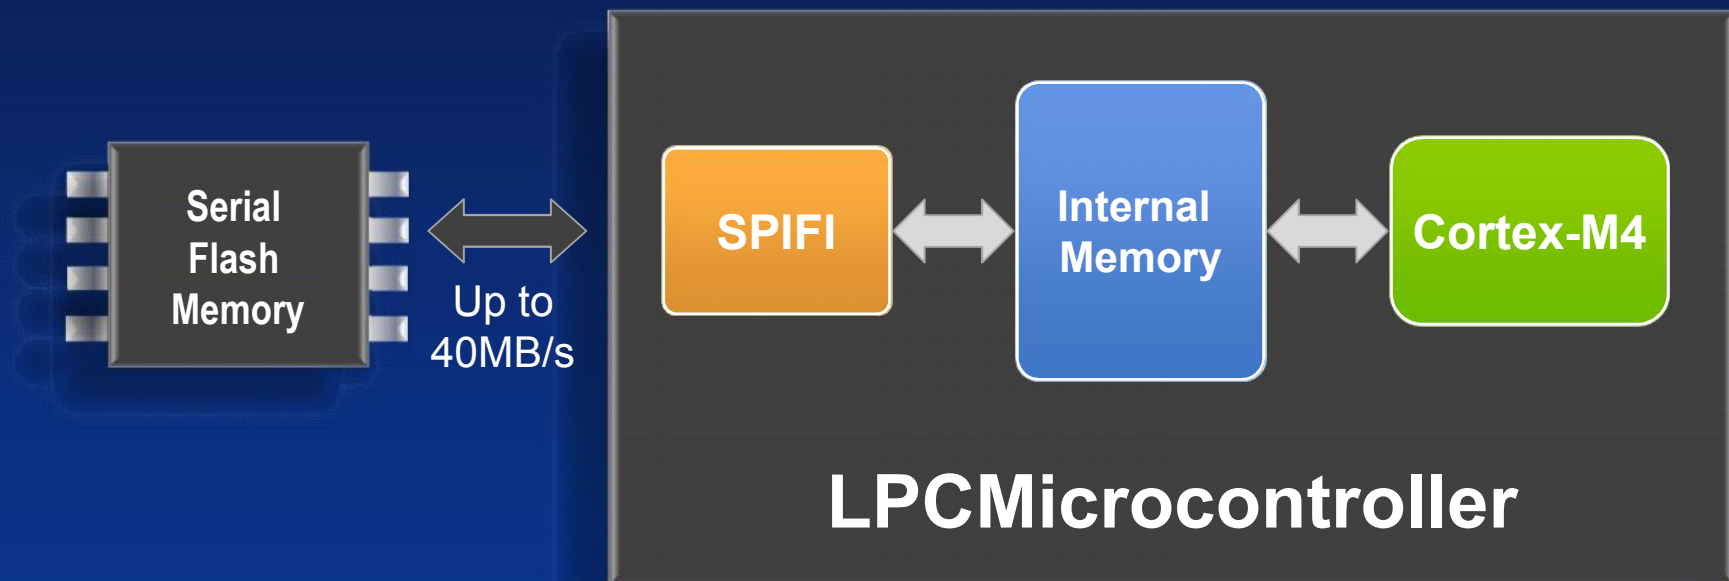 Serial
Flash
Memory
Up to
40MB/s
SPIFI
Internal
Memory
Cortex-M4
LPCMicrocontroller